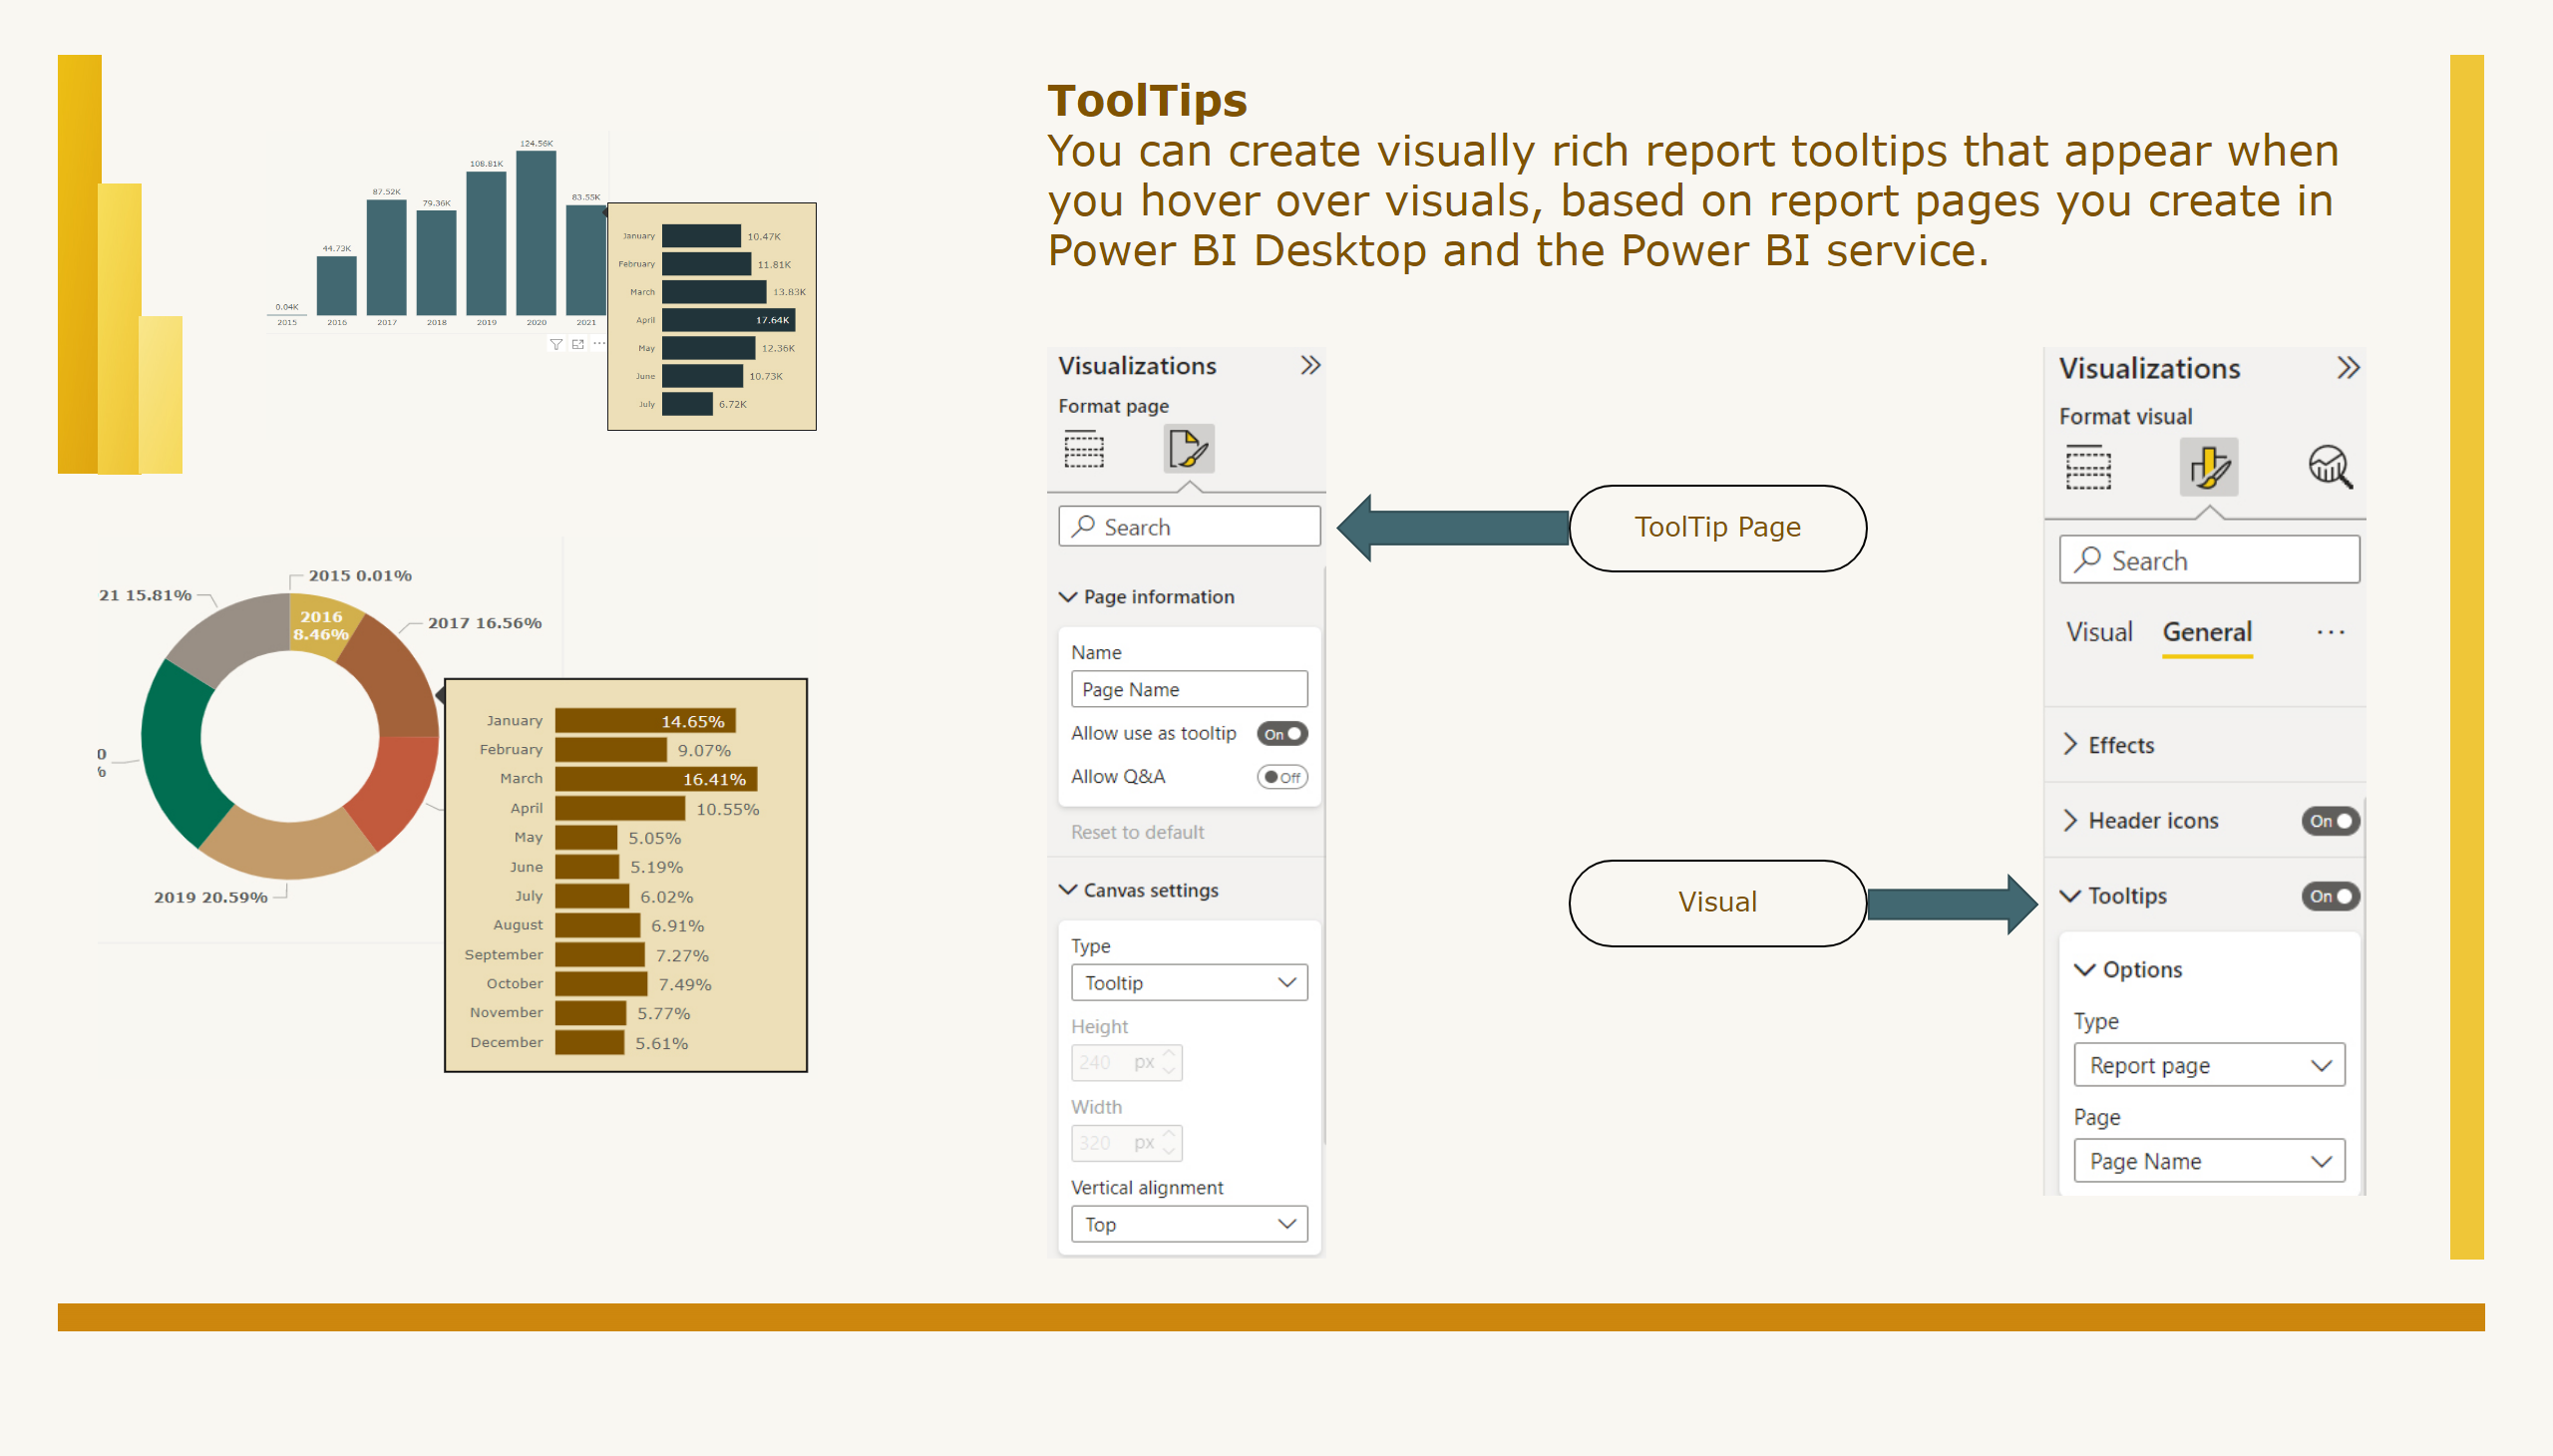 ToolTips
You can create visually rich report tooltips that appear when
you hover over visuals, based on report pages you create in
Power BI Desktop and the Power BI service.
124.56K
108.81K
87.52K
79.36K
83.55K
44.73K
0.04K
2015 2016 2017 2018 2019 2020 2021
January 10.47K
February 11.81K
March 13.83K
April 17.64K
May 12.36K
June 10.73K
July 6.72K
2015 0.01%
21 15.81%
2016
8.46%
2017 16.56%
0
%
2019 20.59%
January 14.65%
February 9.07%
March 16.41%
April 10.55%
May 5.05%
June 5.19%
July 6.02%
August 6.91%
September 7.27%
October 7.49%
November 5.77%
December 5.61%
Visualizations
Format page
Search
Page information
Name
Page Name
Allow use as tooltip On
Allow Q&A Off
Reset to default
Canvas settings
Type
Tooltip
Height
240 px
Width
320 px
Vertical alignment
Top
ToolTip Page
Visual
Visualizations
Format visual
Search
Visual General ...
Effects
Header icons On
Tooltips On
Options
Type
Report page
Page
Page Name